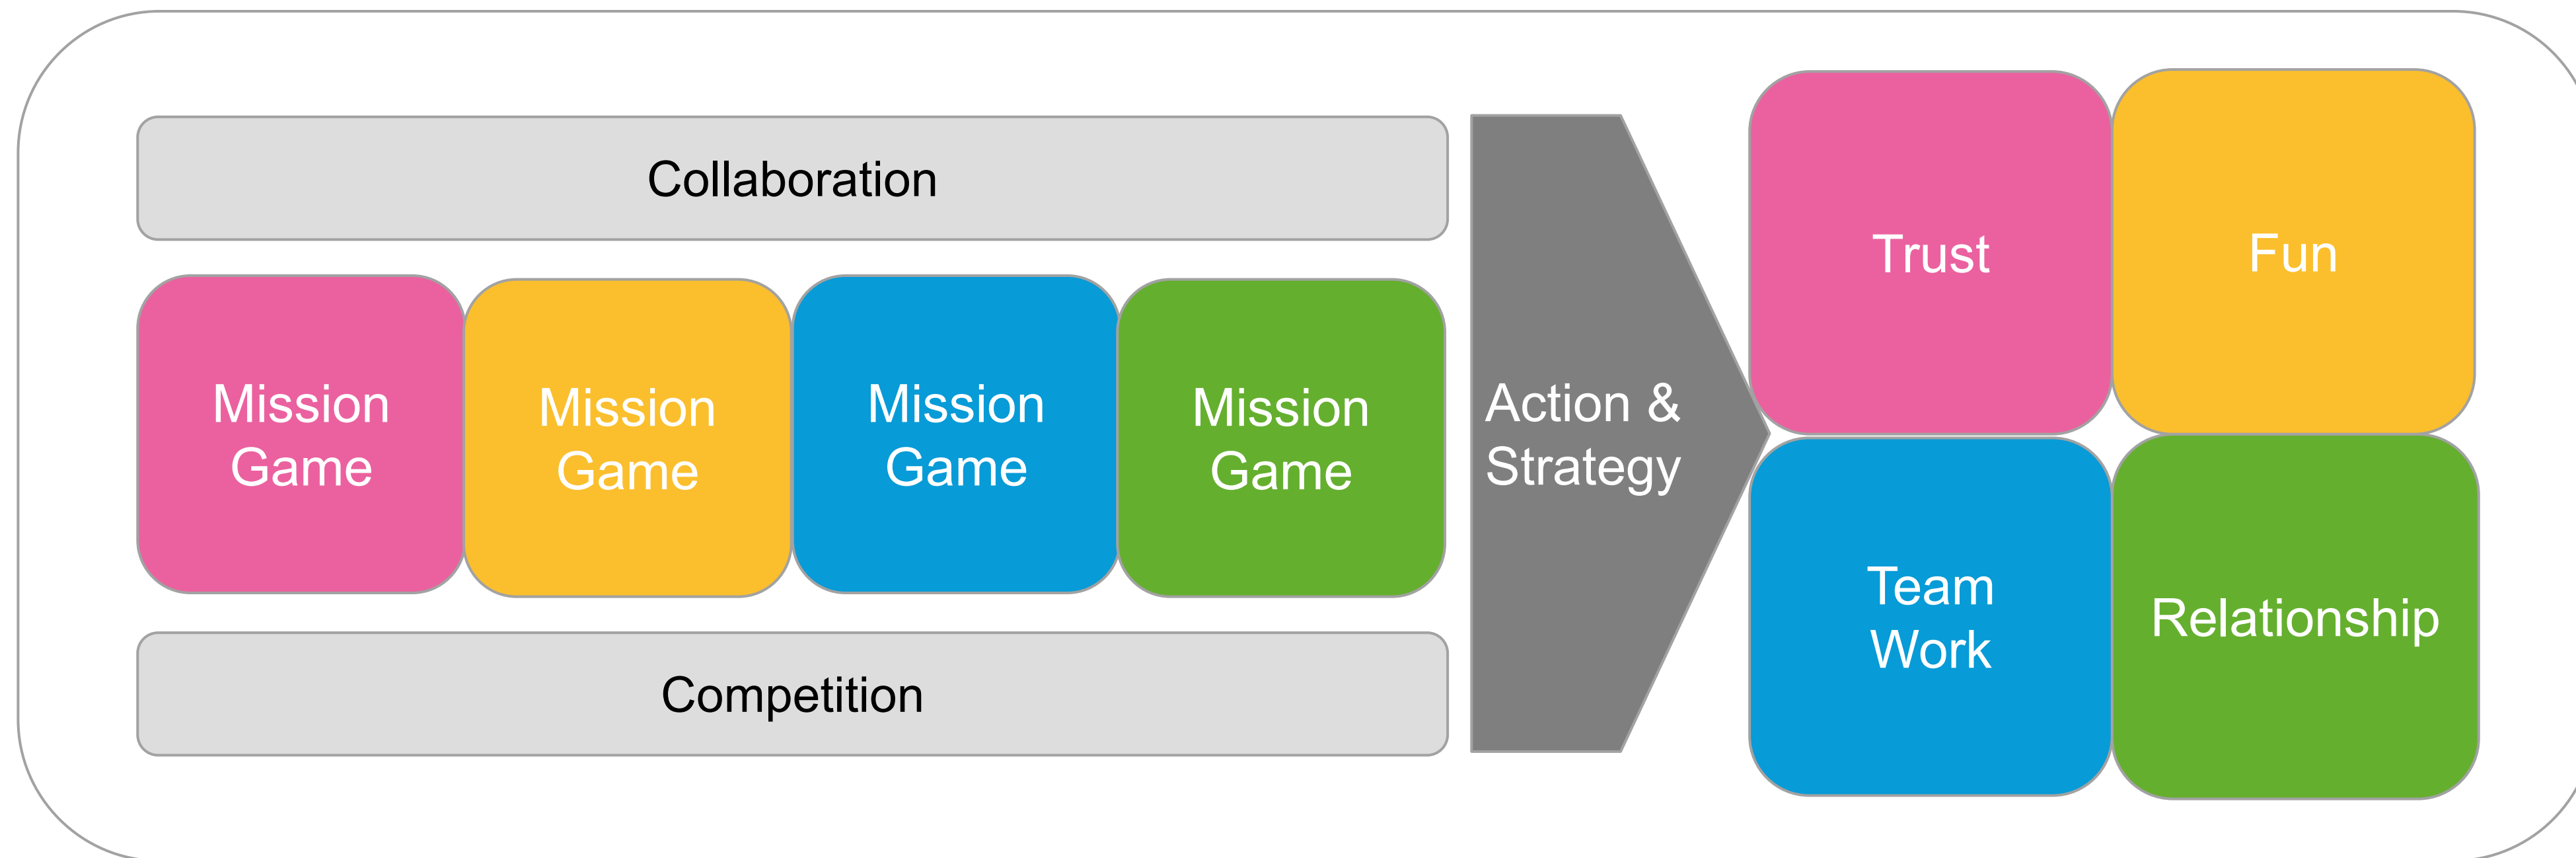 Collaboration
Mission
Game
Mission
Game
Mission
Game
Mission
Game
Competition
Action &
Strategy
Trust
Fun
Team
Work
Relationship